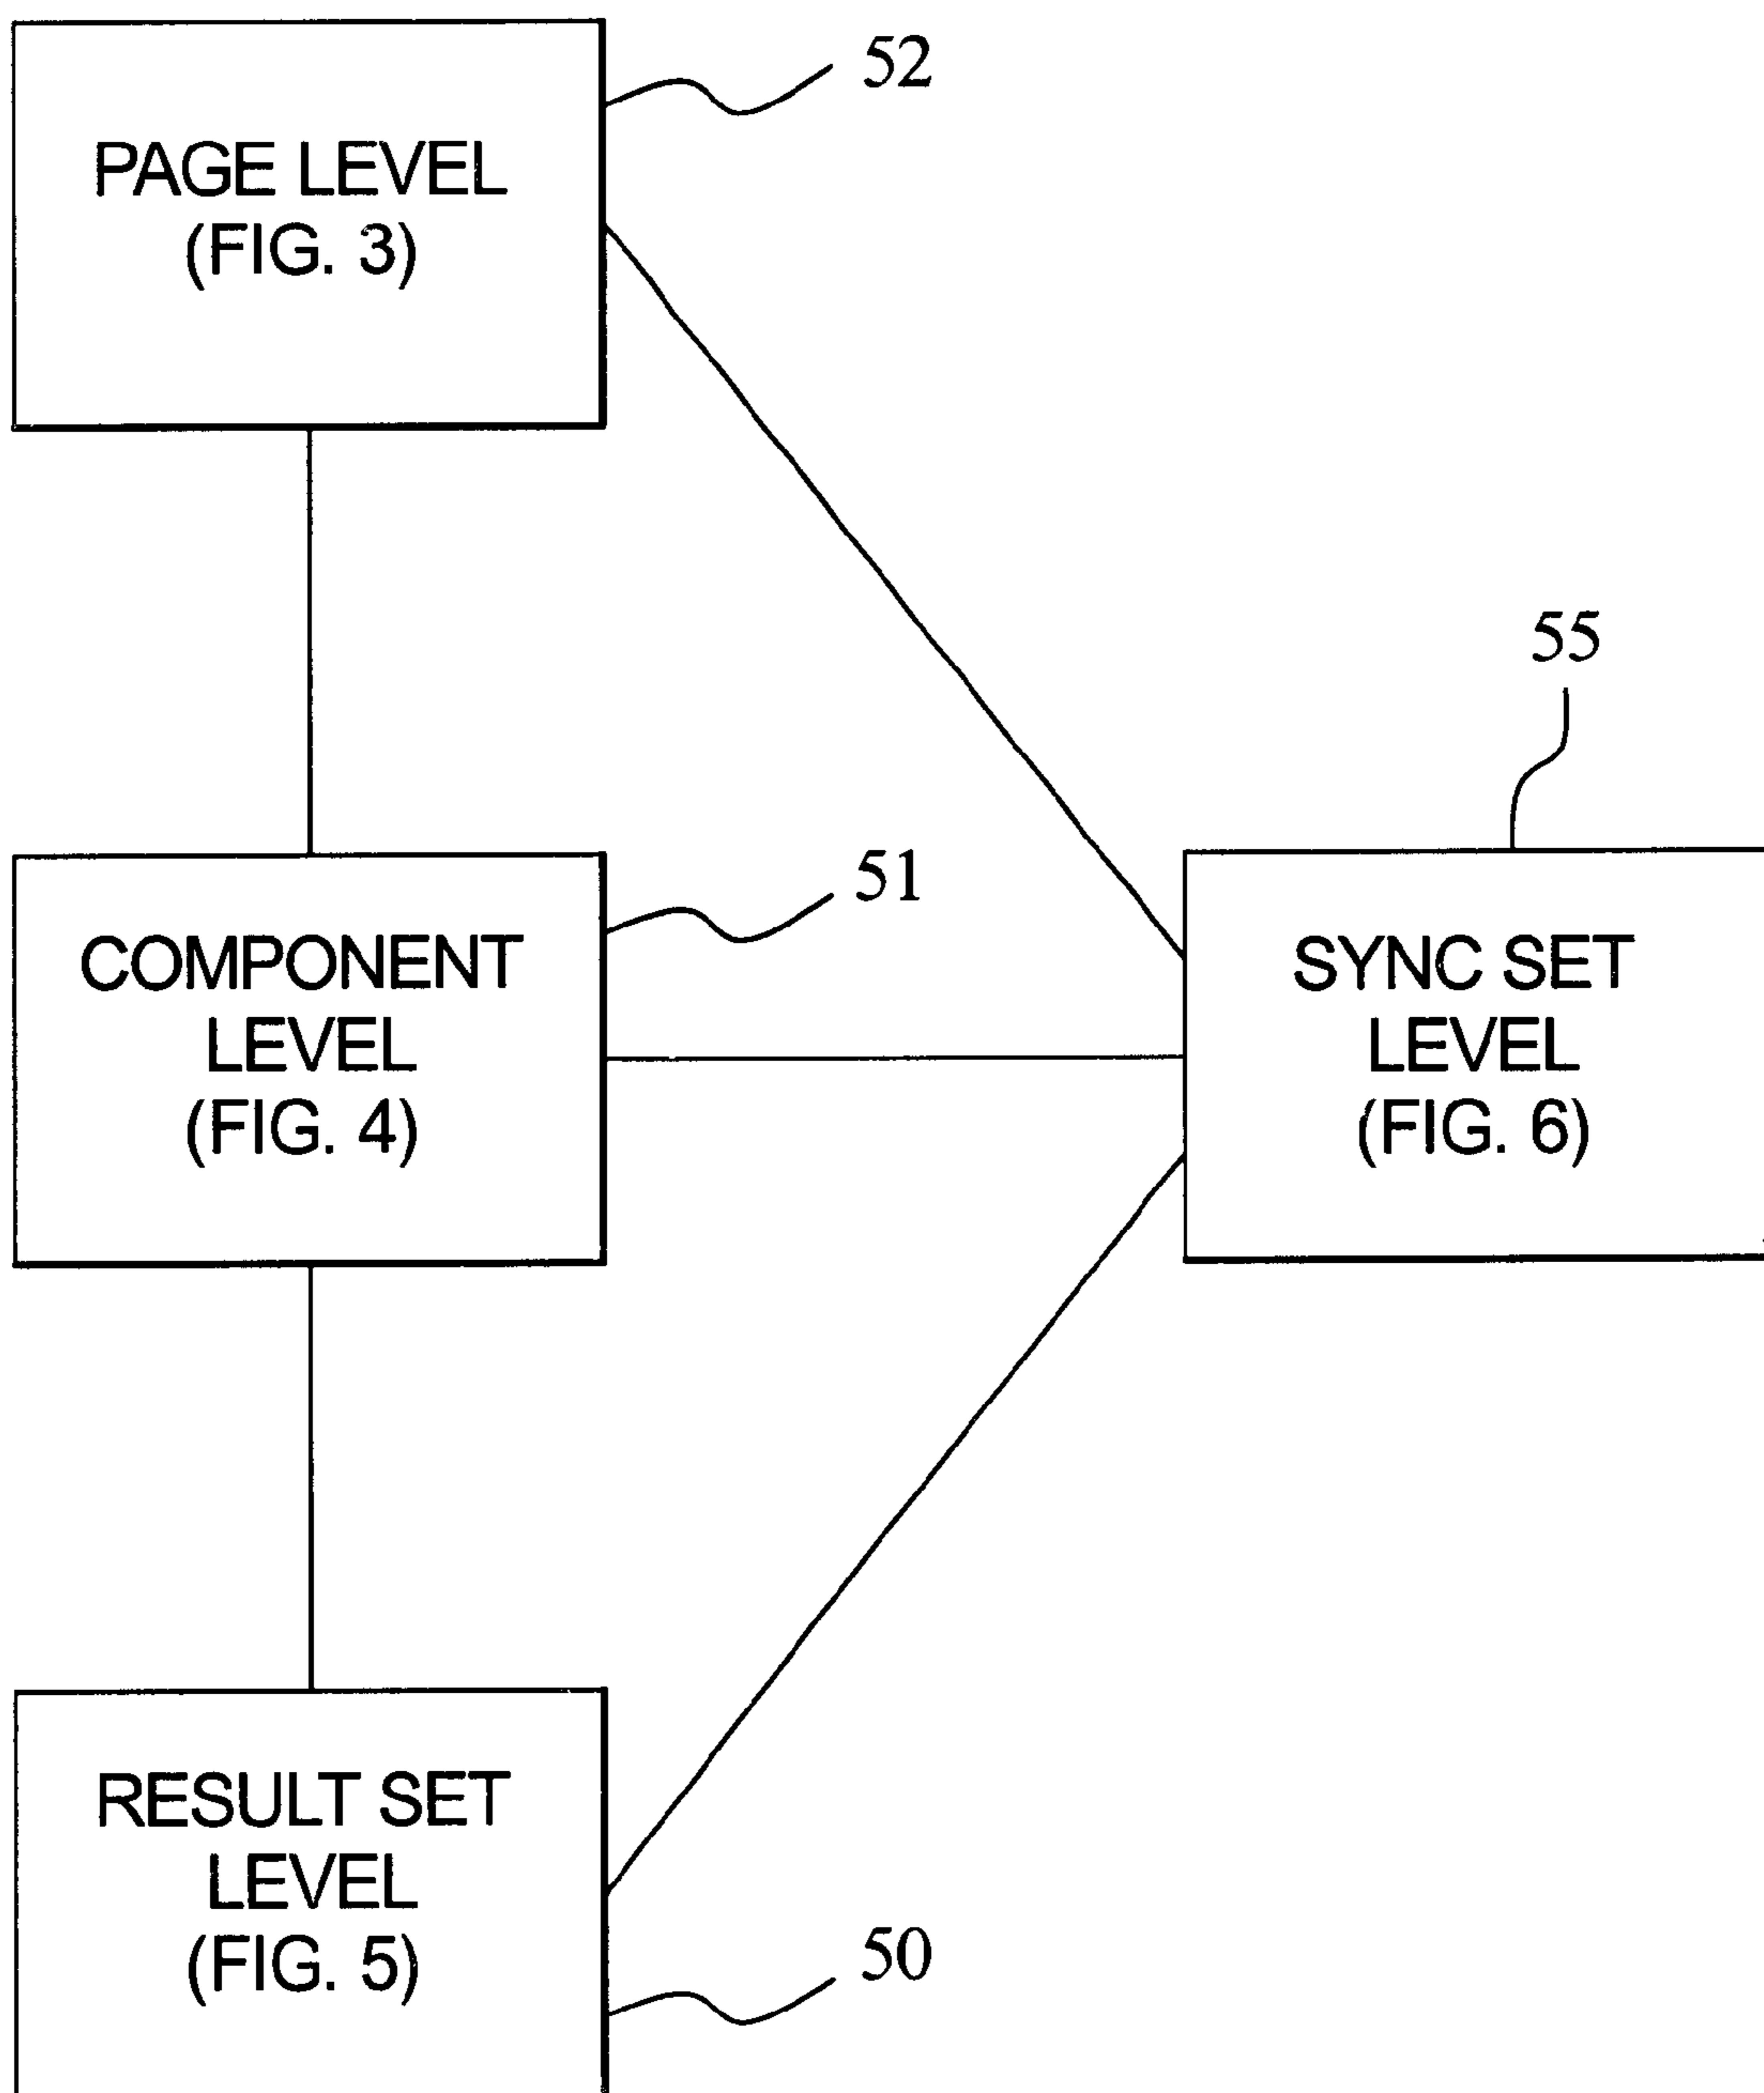 52
PAGE LEVEL
(FIG. 3)
55
51
COMPONENT
LEVEL
(FIG. 4)
SYNC SET
LEVEL
(FIG. 6)
RESULT SET
LEVEL
(FIG. 5)
50